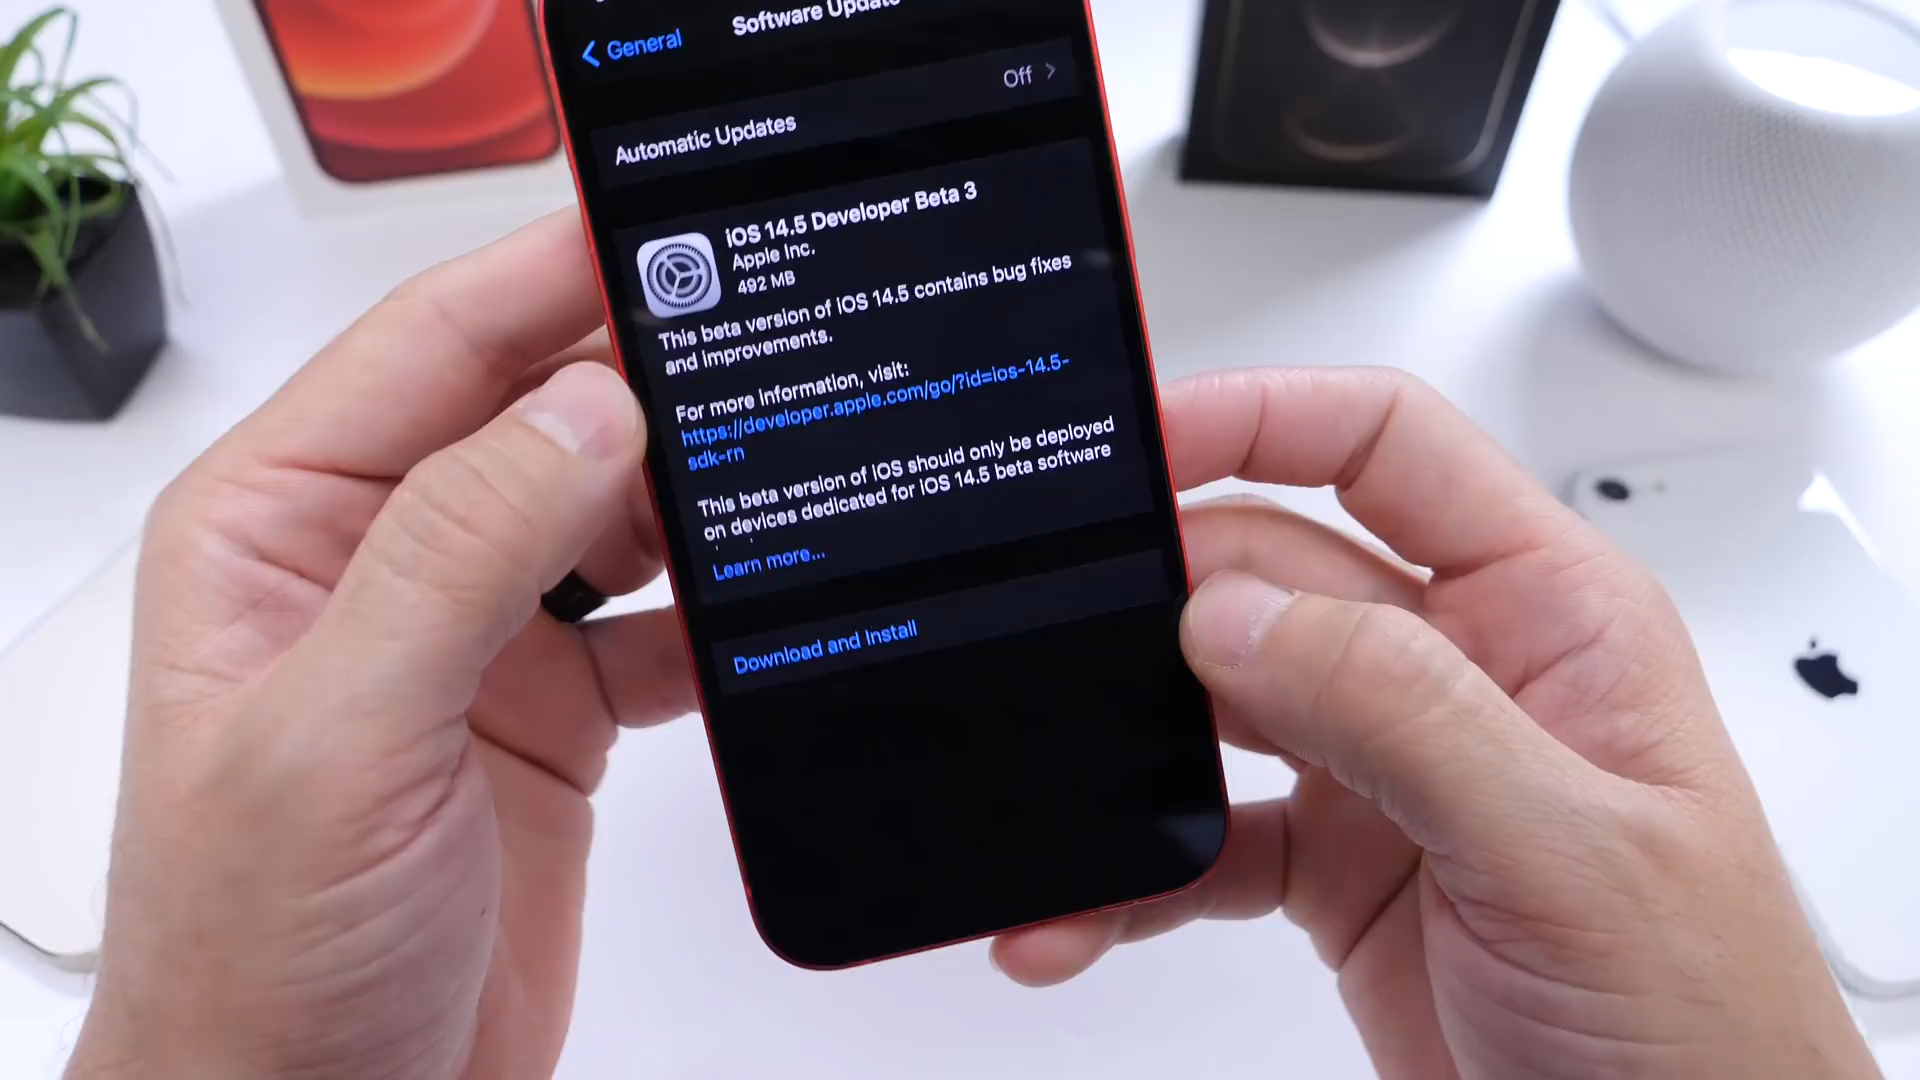 General
Software Update
Automatic Updates
Off
iOS 14.5 Developer Beta 3
Apple Inc.
492 MB
This beta version of iOS 14.5 contains bug fixes
and improvements.
For more information, visit:
https://developer.apple.com/go/?id=ios-14.5-
sdk-rn
This beta version of iOS should only be deployed
on devices dedicated for iOS 14.5 beta software
Learn more...
Download and Install